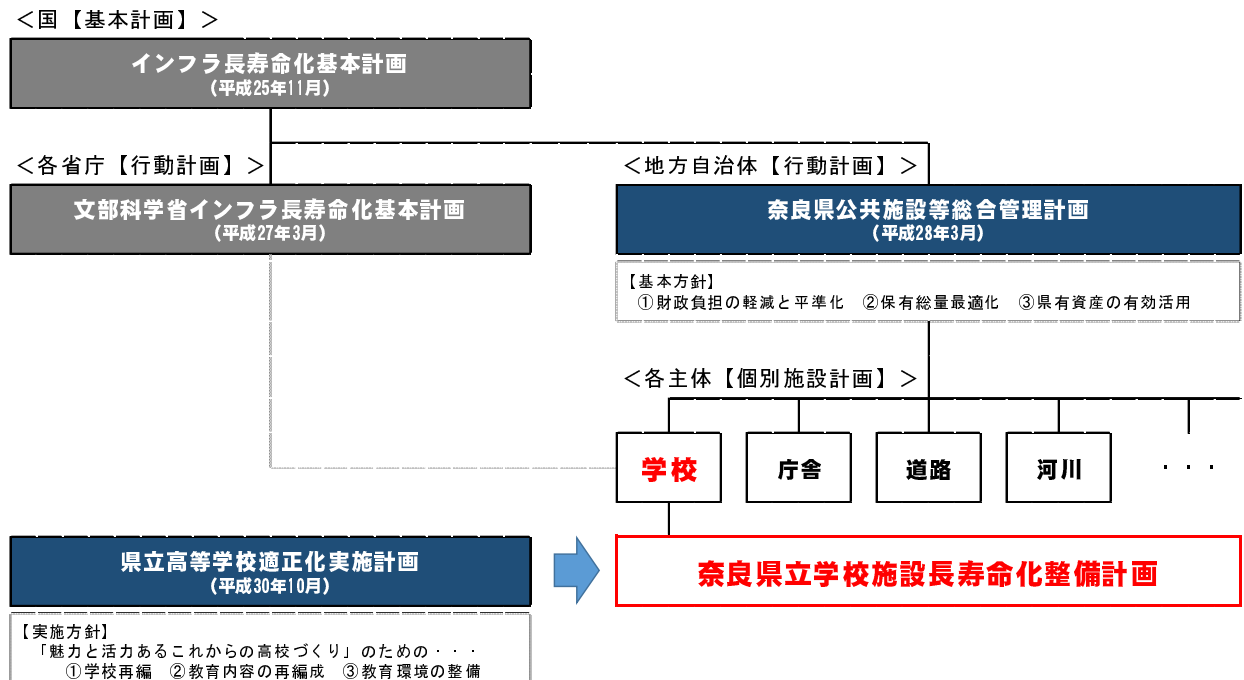 ＜国【基本計画】＞
インフラ長寿命化基本計画
(平成25年11月)
＜各省庁【行動計画】＞
文部科学省インフラ長寿命化基本計画
(平成27年3月)
＜地方自治体【行動計画】＞
奈良県公共施設等総合管理計画
(平成28年3月)
【基本方針】
①財政負担の軽減と平準化　②保有総量最適化　③県有資産の有効活用
＜各主体【個別施設計画】＞
学校
庁舎
道路
河川
・・・
県立高等学校適正化実施計画
(平成30年10月)
【実施方針】
「魅力と活力あるこれからの高校づくり」のための・・・
①学校再編　②教育内容の再編成　③教育環境の整備
奈良県立学校施設長寿命化整備計画